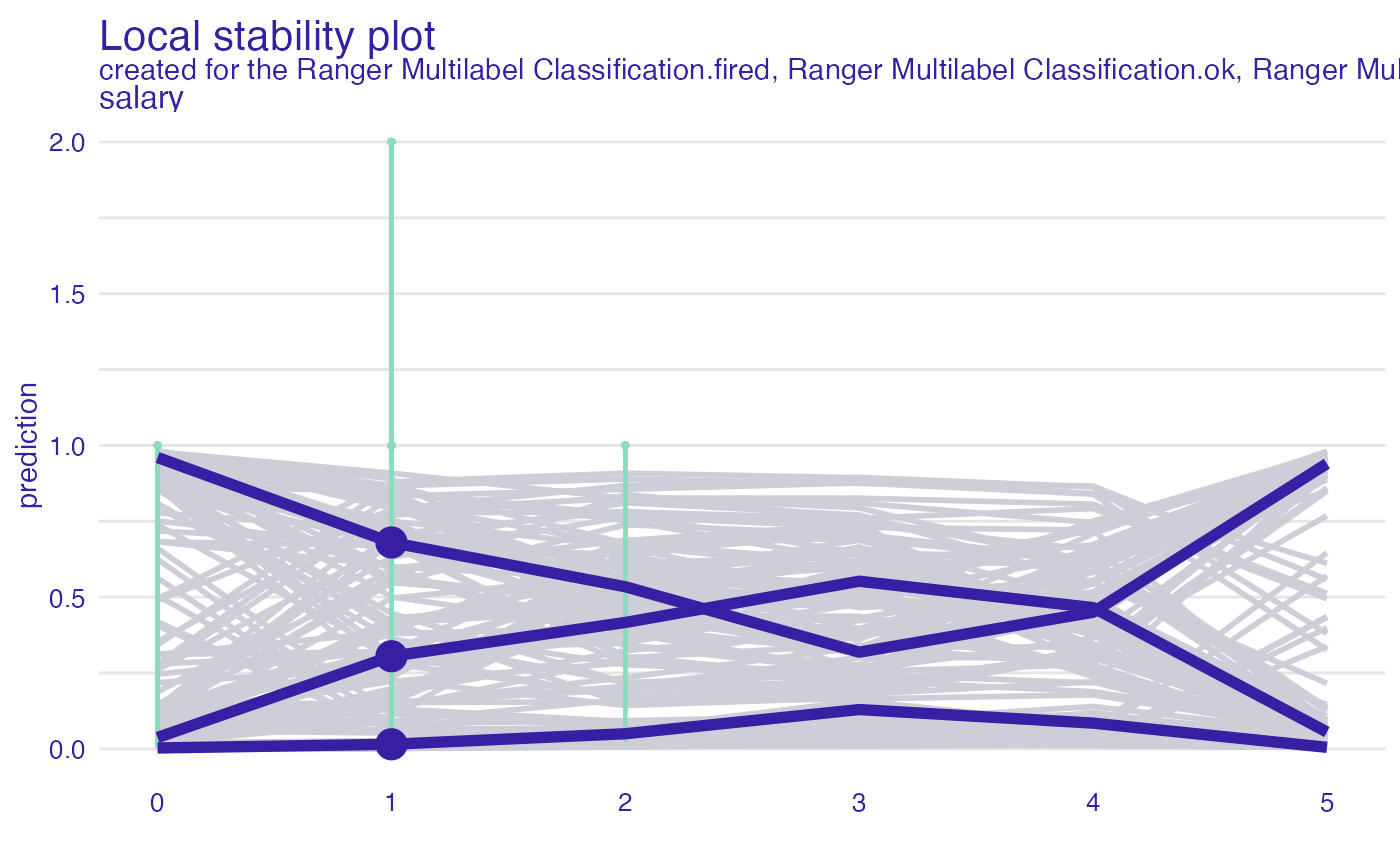 Local stability plot
created for the Ranger Multilabel Classification.fired, Ranger Multilabel Classification.ok, Ranger Mul
salary
2.0
1.5
1.0
0.5
0.0
prediction
0 1 2 3 4 5